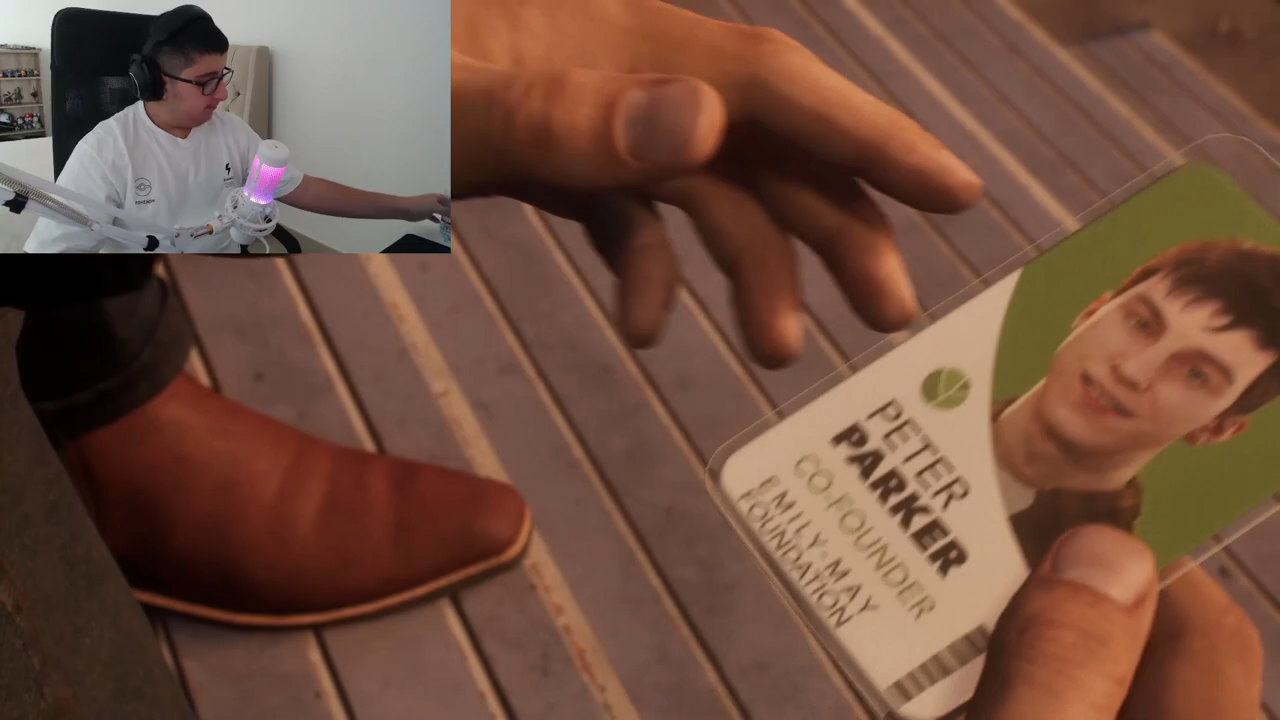 PETER
PARKER
CO-FOUNDER
EMILY-MAY
FOUNDATION